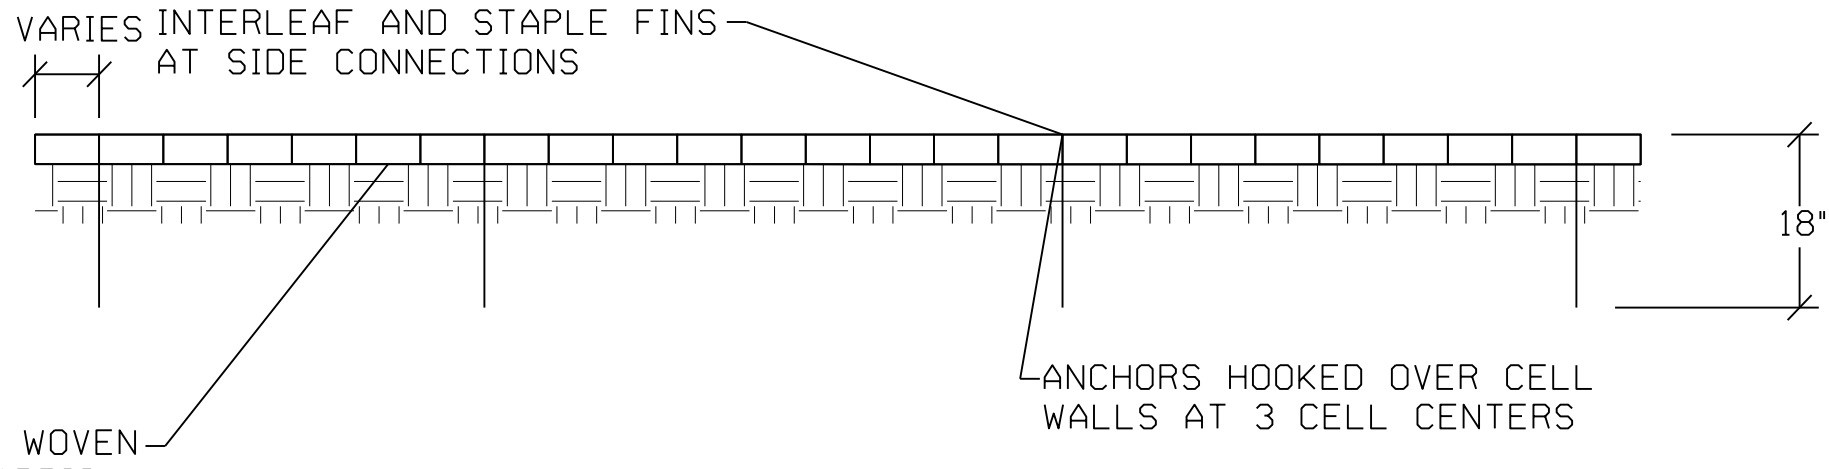 VARIES
INTERLEAF AND STAPLE FINS
AT SIDE CONNECTIONS
18"
ANCHORS HOOKED OVER CELL
WALLS AT 3 CELL CENTERS
WOVEN